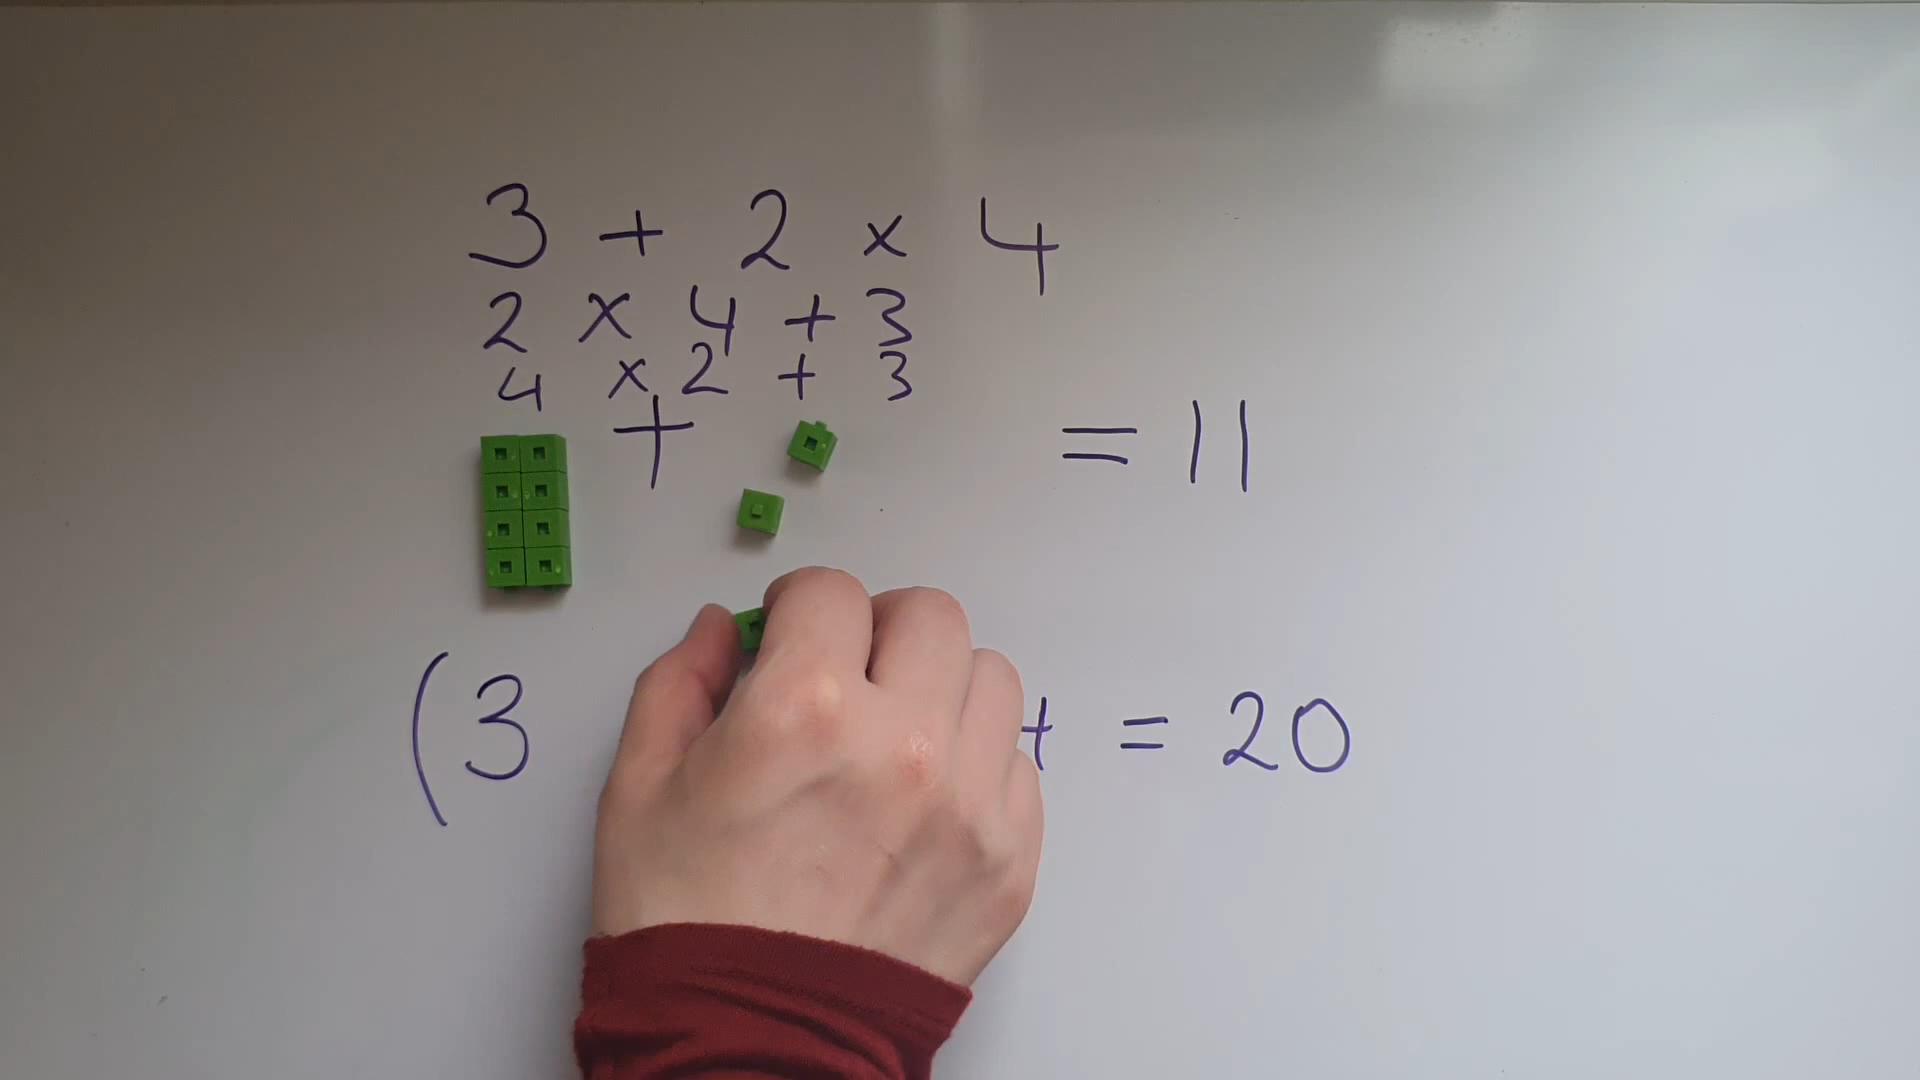 3 + 2 × 4
2 × 4 + 3
4 × 2 + 3
+ = 11
(3 = 20